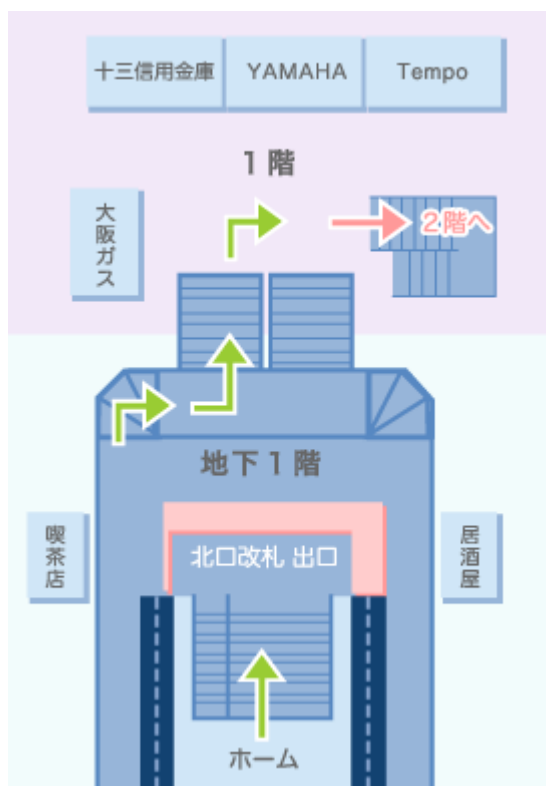 十三信用金庫
YAMAHA
Tempo
1階
大阪ガス
2階へ
地下1階
喫茶店
北口改札 出口
居酒屋
ホーム